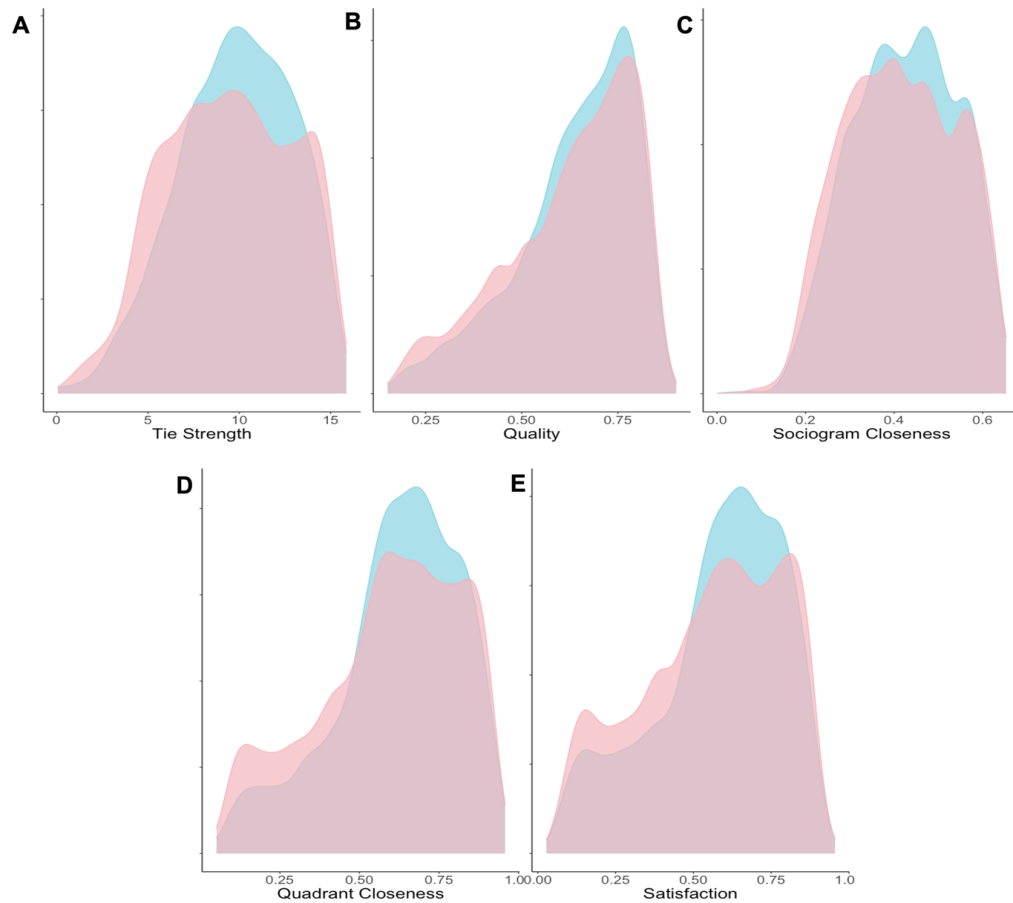 A B C
0 5 10 15 0.25 0.50 0.75 0.0 0.2 0.4 0.6
Tie Strength Quality Sociogram Closeness
D E
0.25 0.50 0.75 1.00.00 0.25 0.50 0.75 1.0
Quadrant Closeness Satisfaction